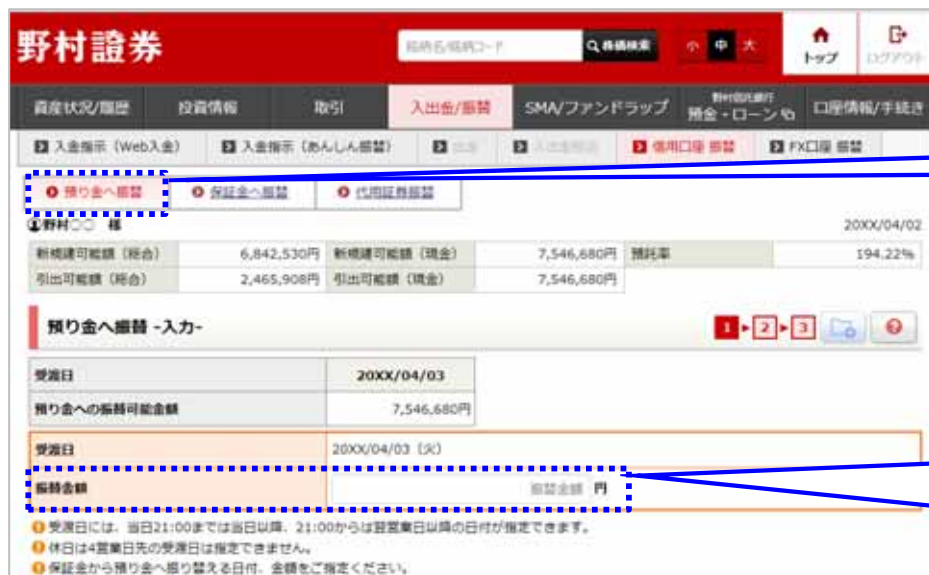 野村證券
銘柄名/銘柄コード 株価検索 小 中 大 トップ ログアウト
資産状況/履歴 投資情報 取引 入出金/振替 SMA/ファンドラップ 野村信託銀行 預金・ローン 口座情報/手続き
入金指示（Web入金） 入金指示（あんしん振替） 出金 信用口座 振替 FX口座 振替
預り金へ振替 保証金へ振替 代用証券振替
野村○○ 様 20XX/04/02
新規建可能額（総合） 6,842,530円 新規建可能額（現金） 7,546,680円 預託率 194.22%
引出可能額（総合） 2,465,908円 引出可能額（現金） 7,546,680円
預り金へ振替 -入力- 1 2 3
受渡日 20XX/04/03
預り金への振替可能金額 7,546,680円
受渡日 20XX/04/03（火）
振替金額 振替金額 円
受渡日には、当日21:00までは当日以降、21:00からは翌営業日以降の日付が指定できます。
休日は4営業日先の受渡日は指定できません。
保証金から預り金へ振り替える日付、金額をご指定ください。